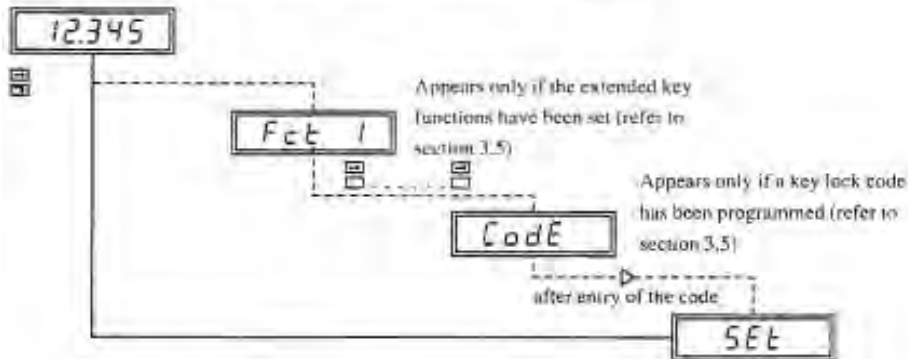 12.345
Appears only if the extended key
functions have been set (refer to
section 3.5)
Fct 1
Appears only if a key lock code
has been programmed (refer to
section 3.5)
CodE
after entry of the code
SEt